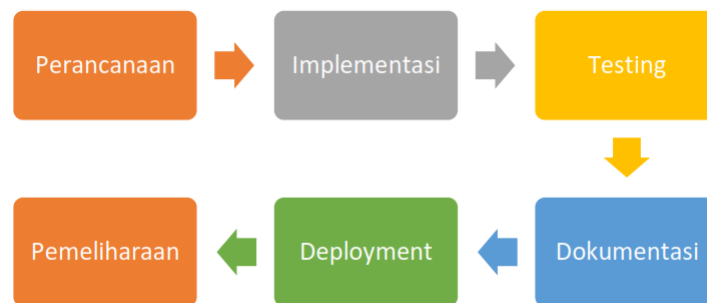 Perancanaan
Implementasi
Testing
Dokumentasi
Deployment
Pemeliharaan